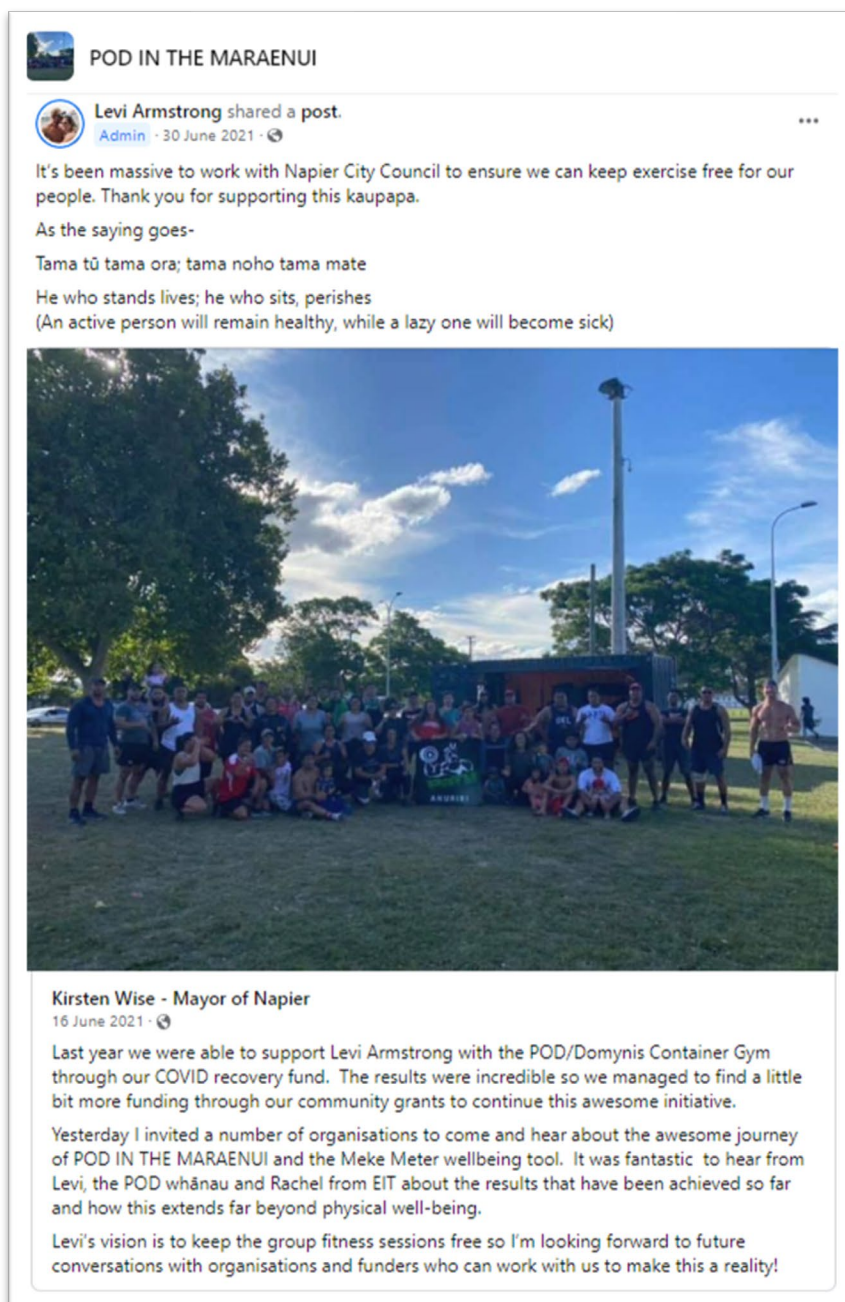 POD IN THE MARAENUI
Levi Armstrong shared a post.
Admin · 30 June 2021 ·
It's been massive to work with Napier City Council to ensure we can keep exercise free for our
people. Thank you for supporting this kaupapa.
As the saying goes-
Tama tū tama ora; tama noho tama mate
He who stands lives; he who sits, perishes
(An active person will remain healthy, while a lazy one will become sick)
AHURIRI
Kirsten Wise - Mayor of Napier
16 June 2021 ·
Last year we were able to support Levi Armstrong with the POD/Domynis Container Gym
through our COVID recovery fund.  The results were incredible so we managed to find a little
bit more funding through our community grants to continue this awesome initiative.
Yesterday I invited a number of organisations to come and hear about the awesome journey
of POD IN THE MARAENUI and the Meke Meter wellbeing tool.  It was fantastic  to hear from
Levi, the POD whānau and Rachel from EIT about the results that have been achieved so far
and how this extends far beyond physical well-being.
Levi's vision is to keep the group fitness sessions free so I'm looking forward to future
conversations with organisations and funders who can work with us to make this a reality!